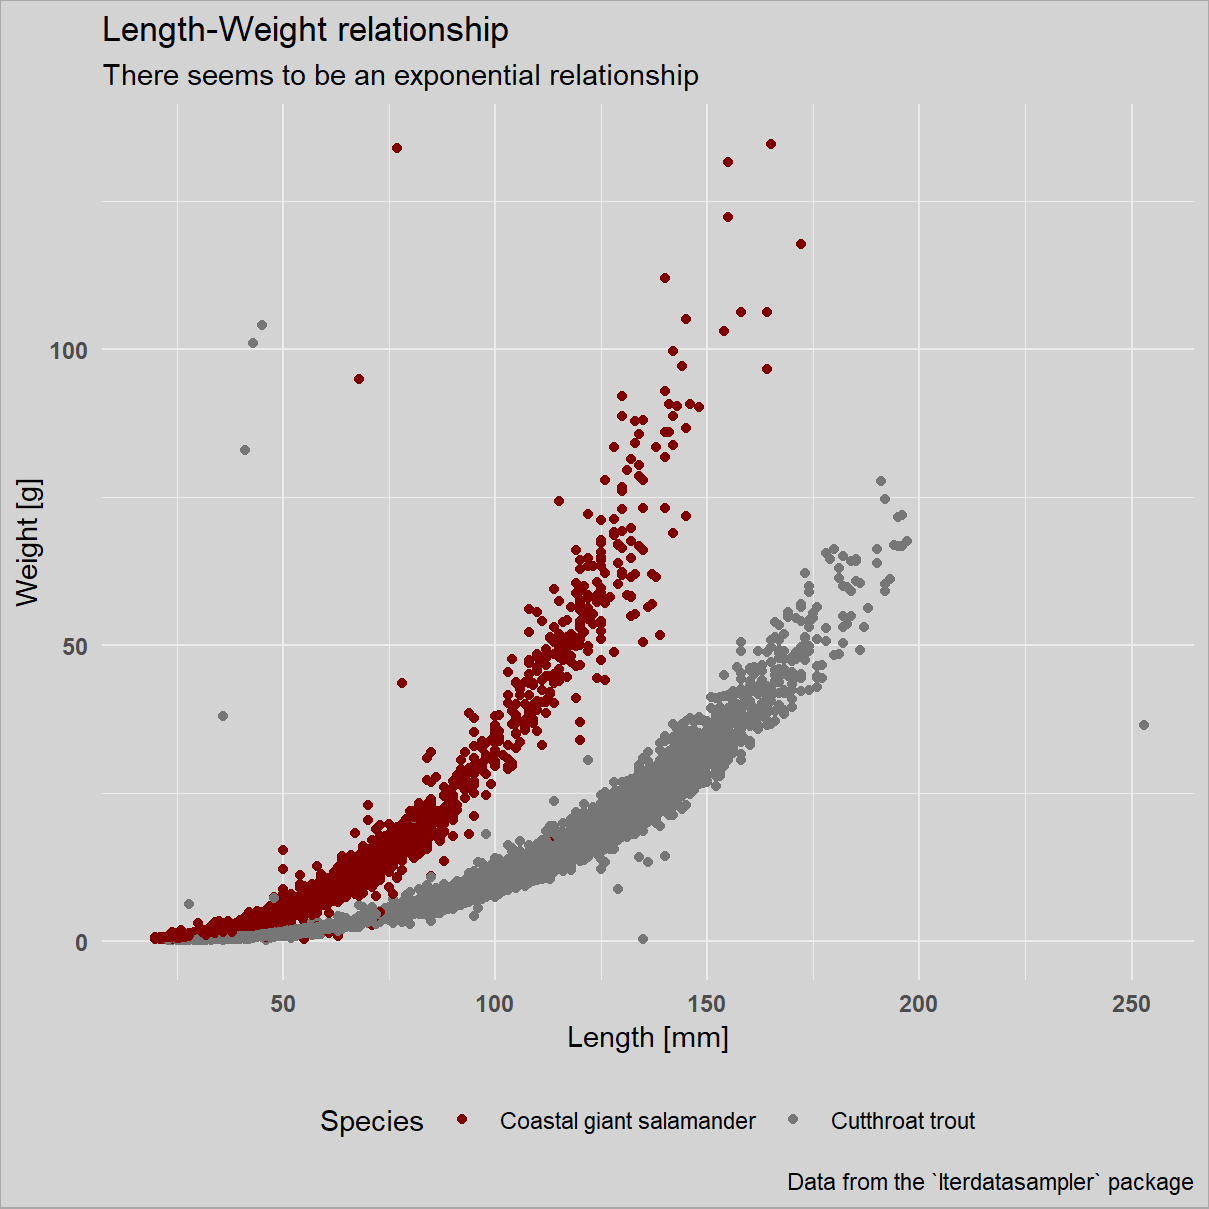 Length-Weight relationship
There seems to be an exponential relationship
Weight [g]
100
50
0
50 100 150 200 250
Length [mm]
Species Coastal giant salamander Cutthroat trout
Data from the `lterdatasampler` package